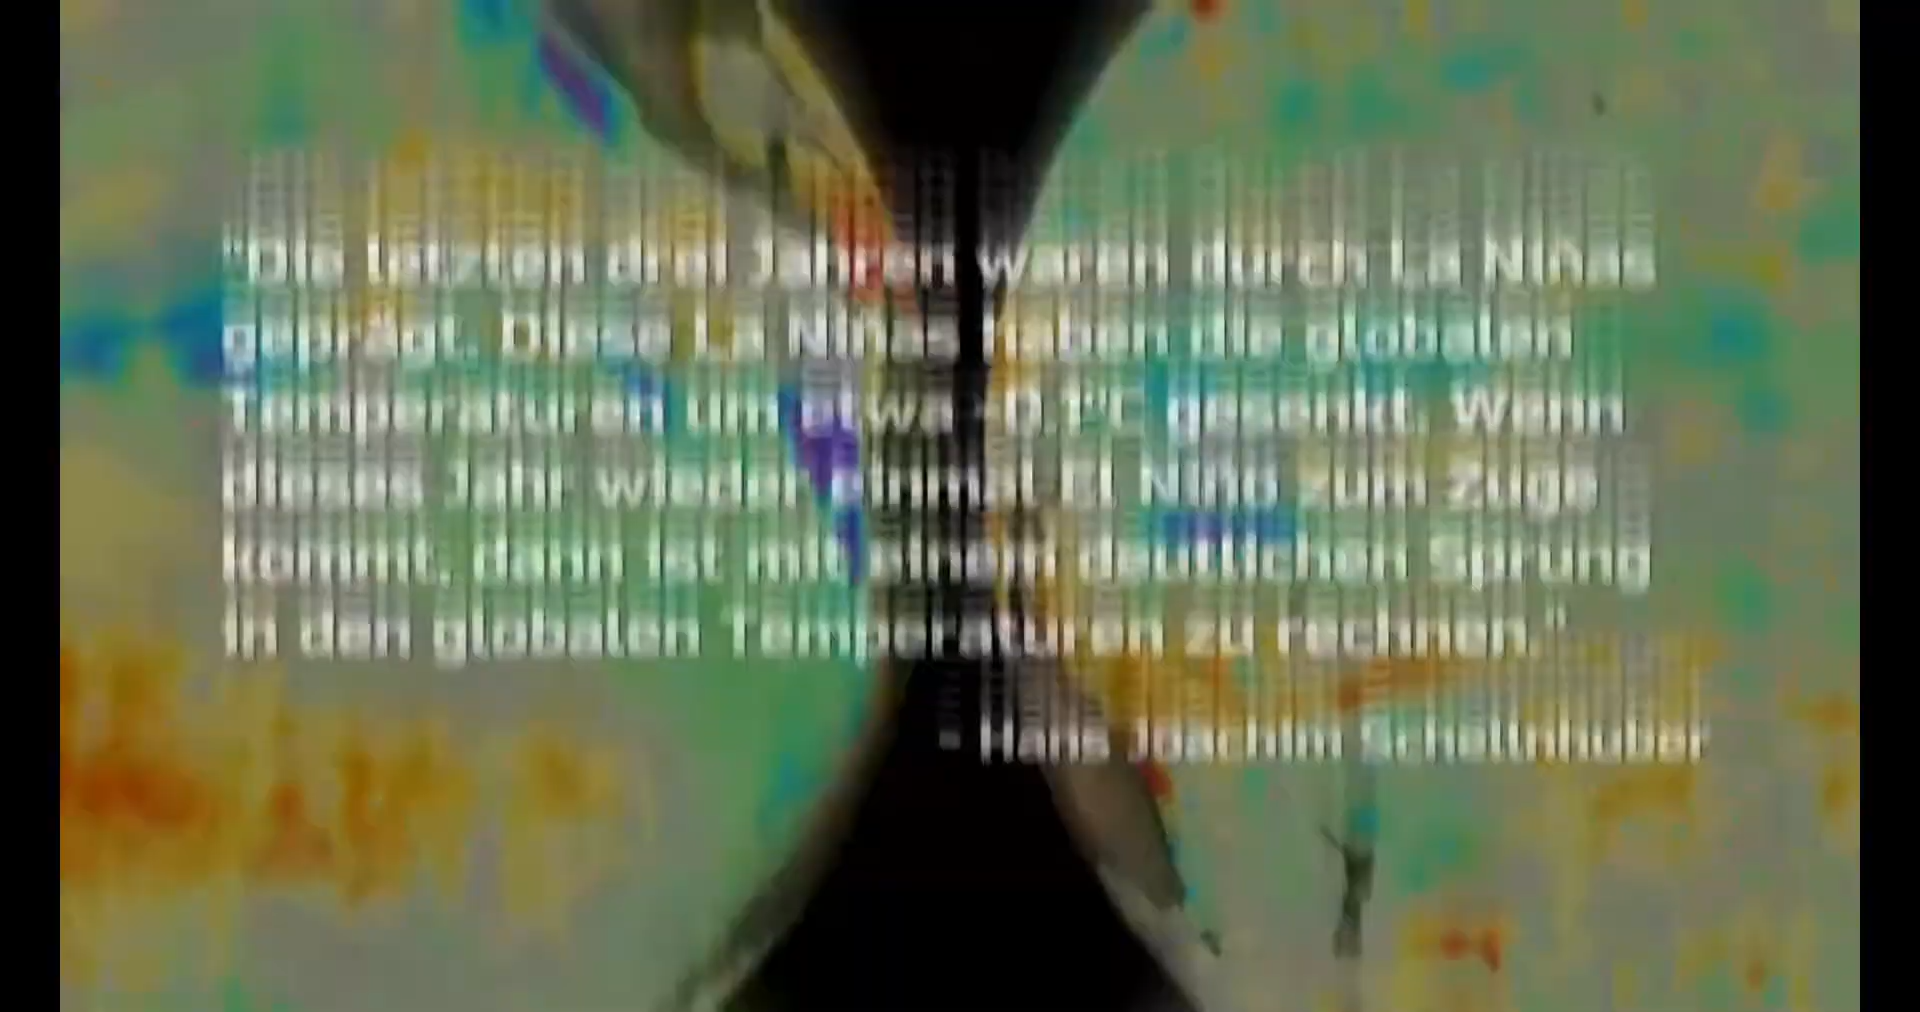 "Die letzten drei Jahren waren durch La Ninas
geprägt. Diese La Ninas haben die globalen
Temperaturen um etwa -0.1°C gesenkt. Wenn
dieses Jahr wieder einmal El Nino zum Zuge
kommt, dann ist mit einem deutlichen Sprung
in den globalen Temperaturen zu rechnen."
- Hans Joachim Schellnhuber